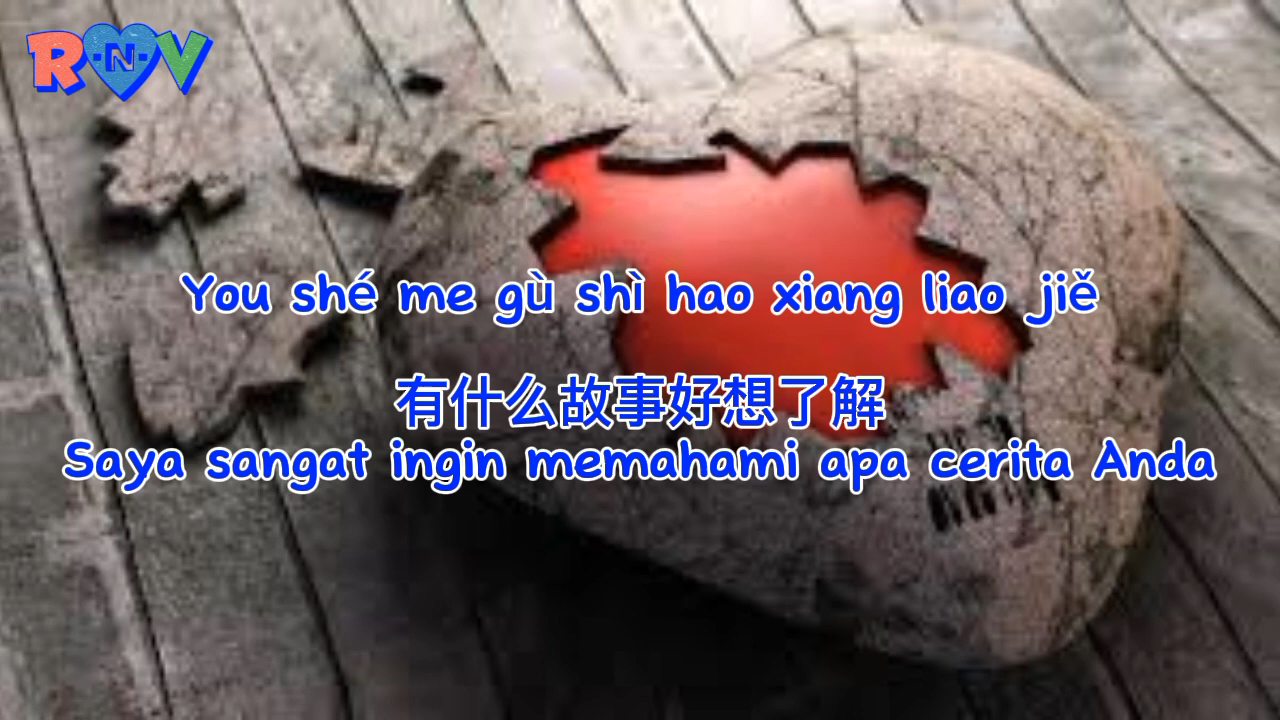 R·N·V
You shé me gù shì hao xiang liao jiě
有什么故事好想了解
Saya sangat ingin memahami apa cerita Anda